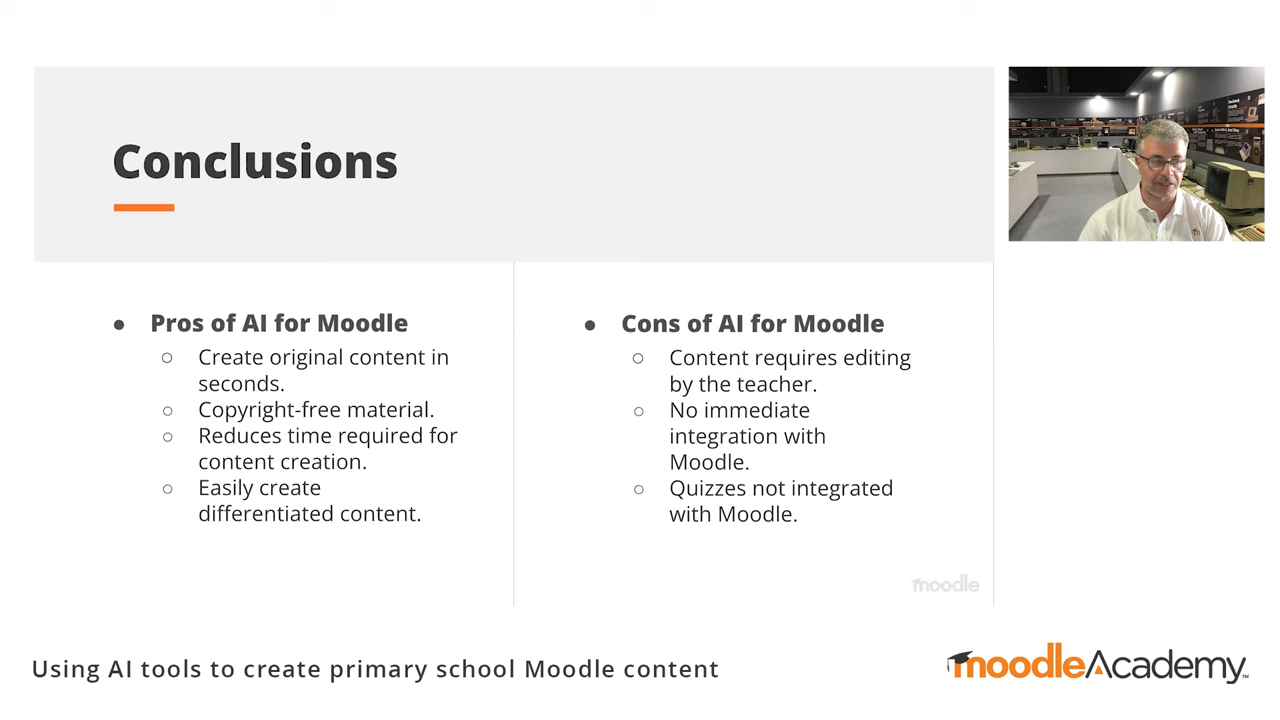 Conclusions
Pros of AI for Moodle
Create original content in
seconds.
Copyright-free material.
Reduces time required for
content creation.
Easily create
differentiated content.
Cons of AI for Moodle
Content requires editing
by the teacher.
No immediate
integration with
Moodle.
Quizzes not integrated
with Moodle.
moodle
Using AI tools to create primary school Moodle content
moodleAcademy™